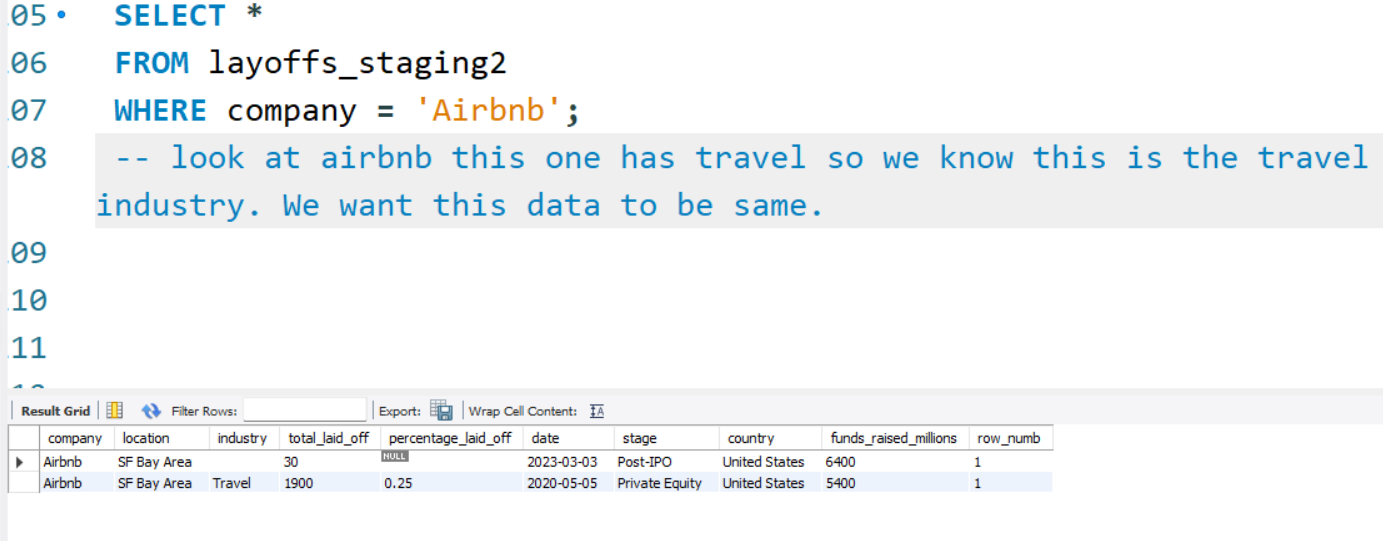 05 SELECT *
06 FROM layoffs_staging2
07 WHERE company = 'Airbnb';
08 -- look at airbnb this one has travel so we know this is the travel
industry. We want this data to be same.
09
10
11
Result Grid Filter Rows: Export: Wrap Cell Content: IA
company location industry total_laid_off percentage_laid_off date stage country funds_raised_millions row_numb
Airbnb SF Bay Area 30 NULL 2023-03-03 Post-IPO United States 6400 1
Airbnb SF Bay Area Travel 1900 0.25 2020-05-05 Private Equity United States 5400 1